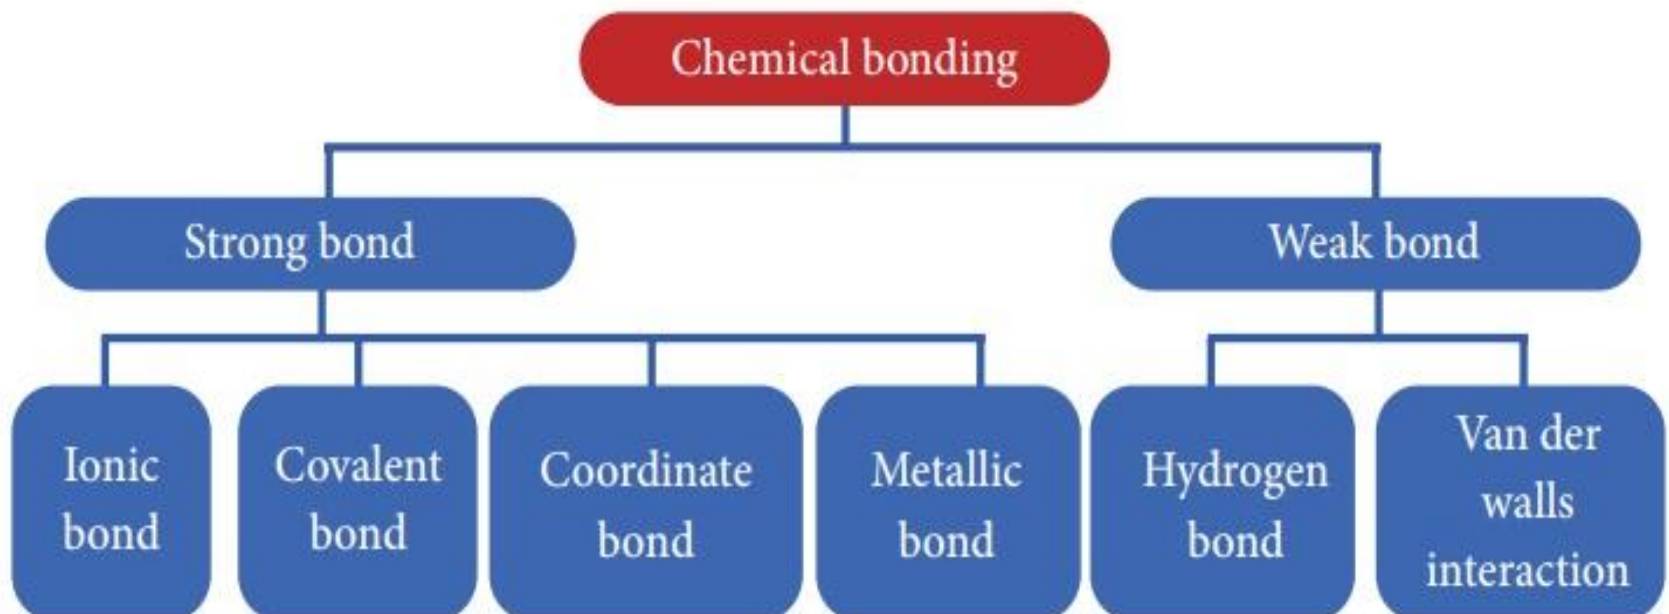 Chemical bonding
Strong bond
Weak bond
Ionic
bond
Covalent
bond
Coordinate
bond
Metallic
bond
Hydrogen
bond
Van der
walls
interaction